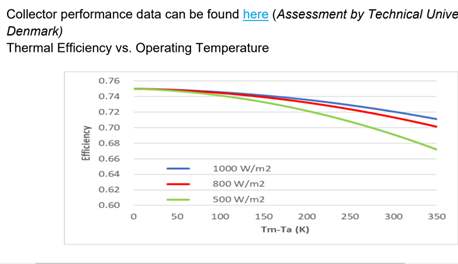 Collector performance data can be found here (Assessment by Technical Unive
Denmark)
Thermal Efficiency vs. Operating Temperature
0.76
0.74
0.72
0.70
0.68
0.66
0.64
0.62
0.60
Efficiency
1000 W/m2
800 W/m2
500 W/m2
0 50 100 150 200 250 300 350
Tm-Ta (K)